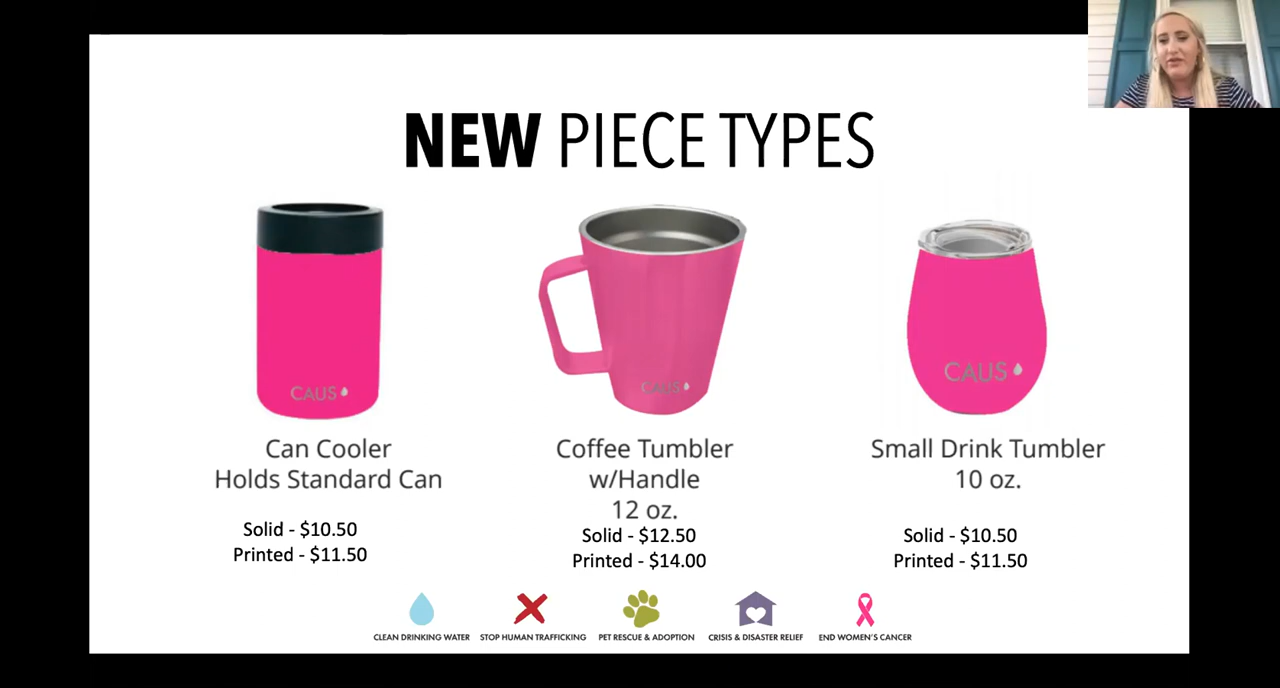 NEW PIECE TYPES
CAUS
CAUS
CAUS
Can Cooler
Holds Standard Can
Solid - $10.50
Printed - $11.50
Coffee Tumbler
w/Handle
12 oz.
Solid - $12.50
Printed - $14.00
Small Drink Tumbler
10 oz.
Solid - $10.50
Printed - $11.50
CLEAN DRINKING WATER
STOP HUMAN TRAFFICKING
PET RESCUE & ADOPTION
CRISIS & DISASTER RELIEF
END WOMEN'S CANCER